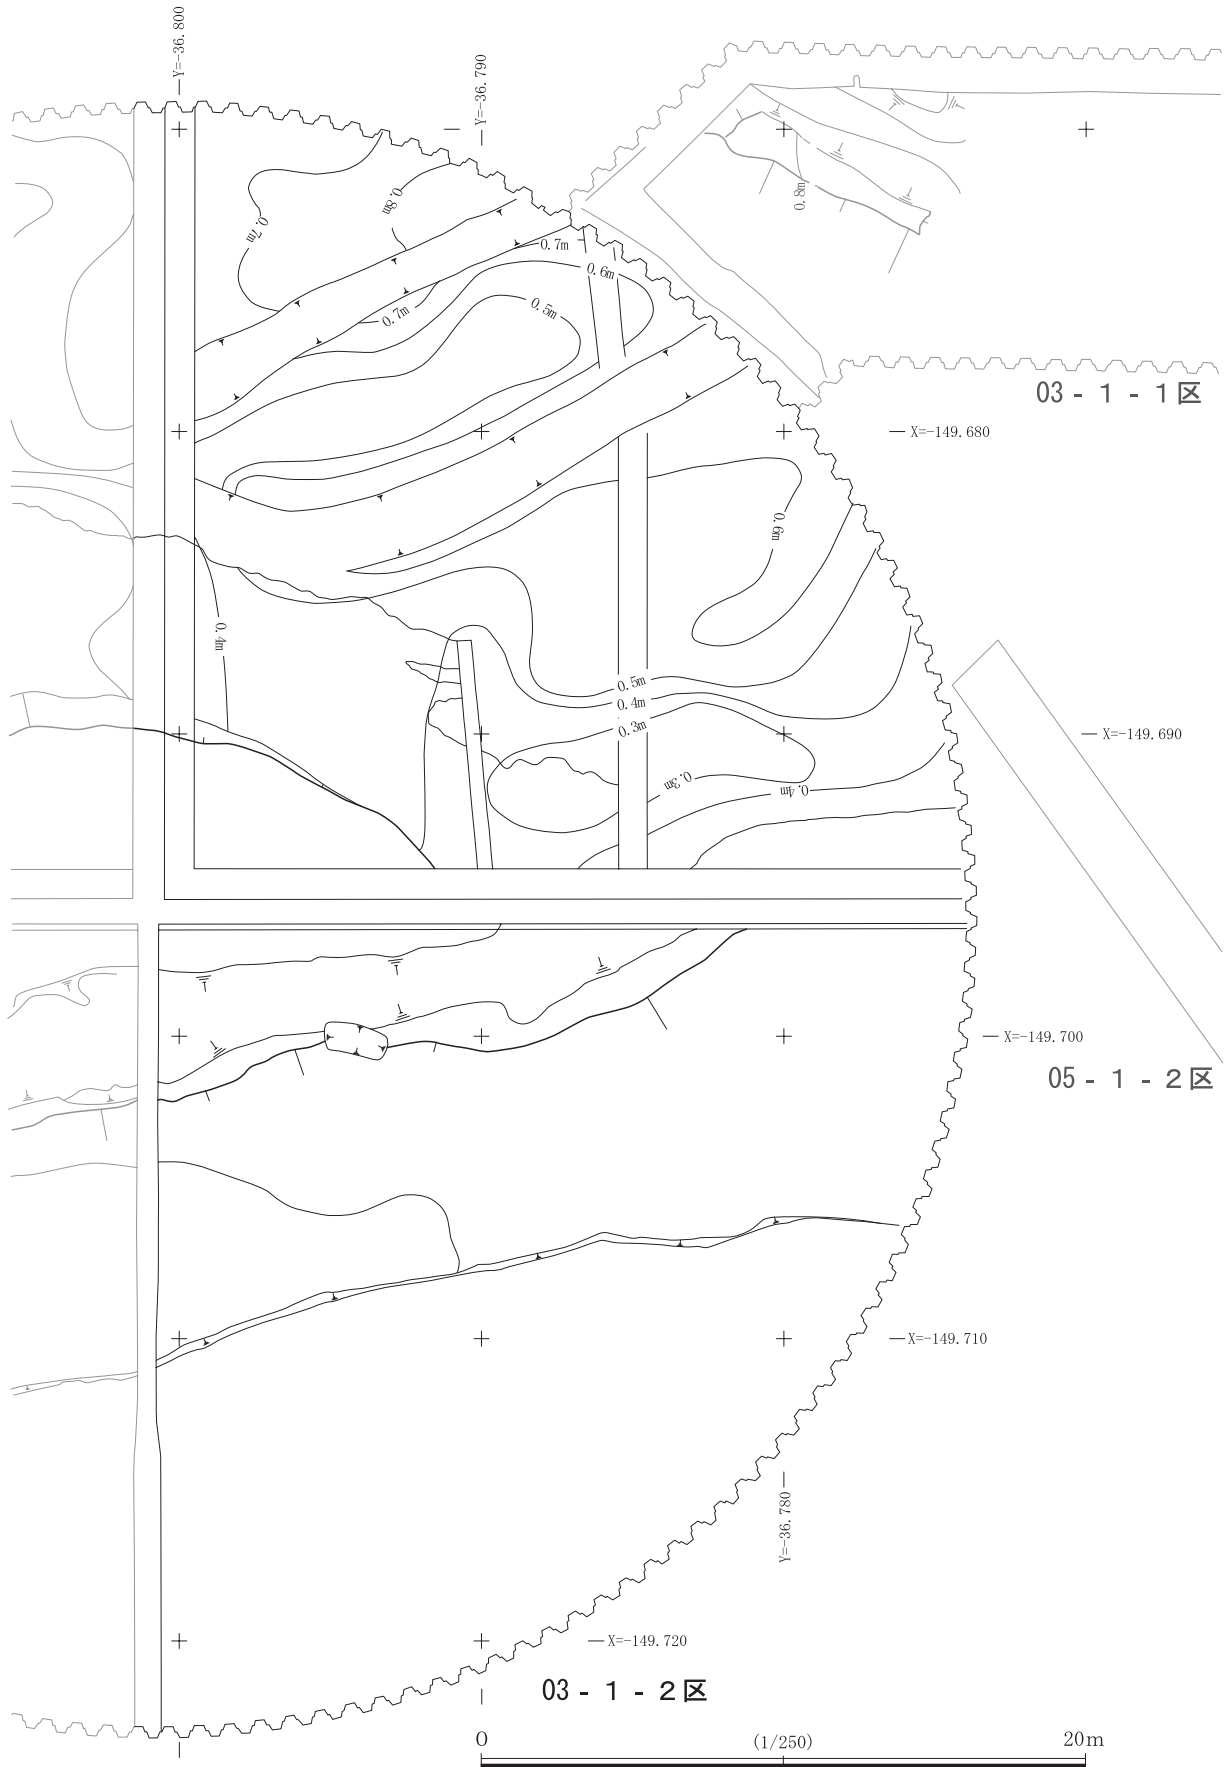 Y=-36.800
Y=-36.790
0.8m
0.8m
0.7m
0.7m
0.6m
0.5m
0.7m
03 - 1 - 1区
X=-149.680
0.6m
0.4m
0.5m
0.4m
0.3m
X=-149.690
0.3m
0.4m
X=-149.700
05 - 1 - 2区
X=-149.710
Y=-36.780
X=-149.720
03 - 1 - 2区
0
(1/250)
20m